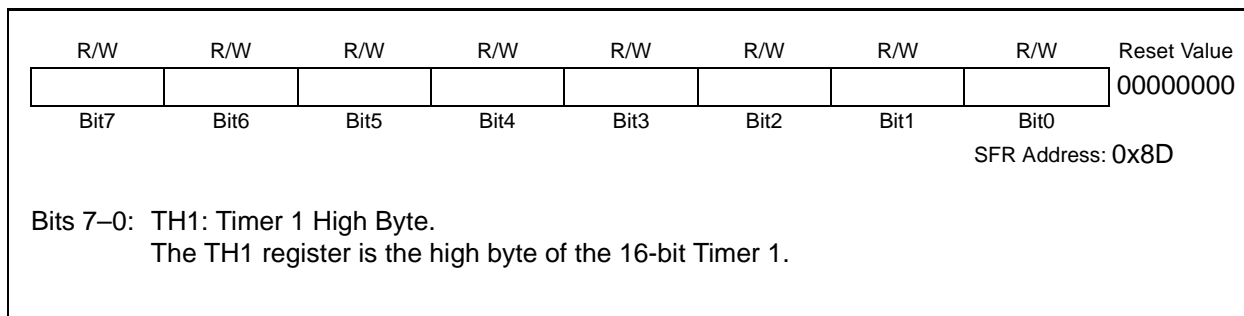 R/W R/W R/W R/W R/W R/W R/W R/W Reset Value
00000000
Bit7 Bit6 Bit5 Bit4 Bit3 Bit2 Bit1 Bit0
SFR Address: 0x8D
Bits 7–0: TH1: Timer 1 High Byte.
The TH1 register is the high byte of the 16-bit Timer 1.